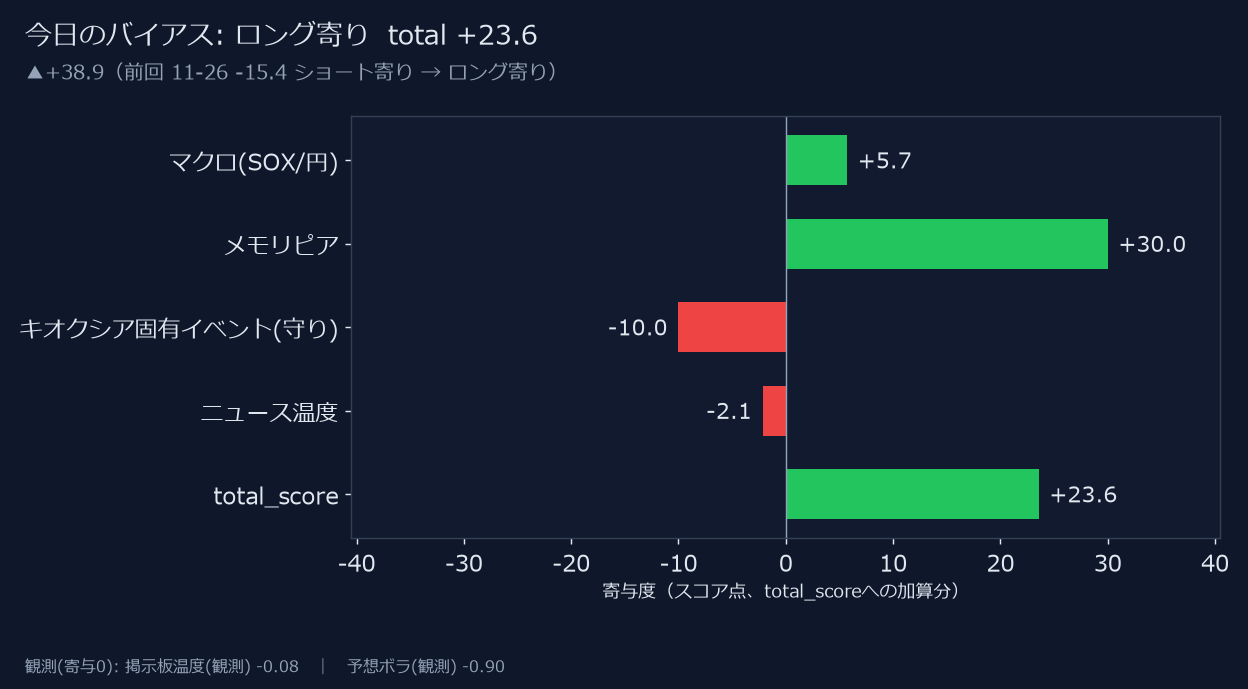 今日のバイアス: ロング寄り  total +23.6
▲+38.9（前回 11-26 -15.4 ショート寄り → ロング寄り）
マクロ(SOX/円)
+5.7
メモリピア
+30.0
キオクシア固有イベント(守り)
-10.0
ニュース温度
-2.1
total_score
+23.6
-40 -30 -20 -10 0 10 20 30 40
寄与度（スコア点、total_scoreへの加算分）
観測(寄与0): 掲示板温度(観測) -0.08 ｜ 予想ボラ(観測) -0.90